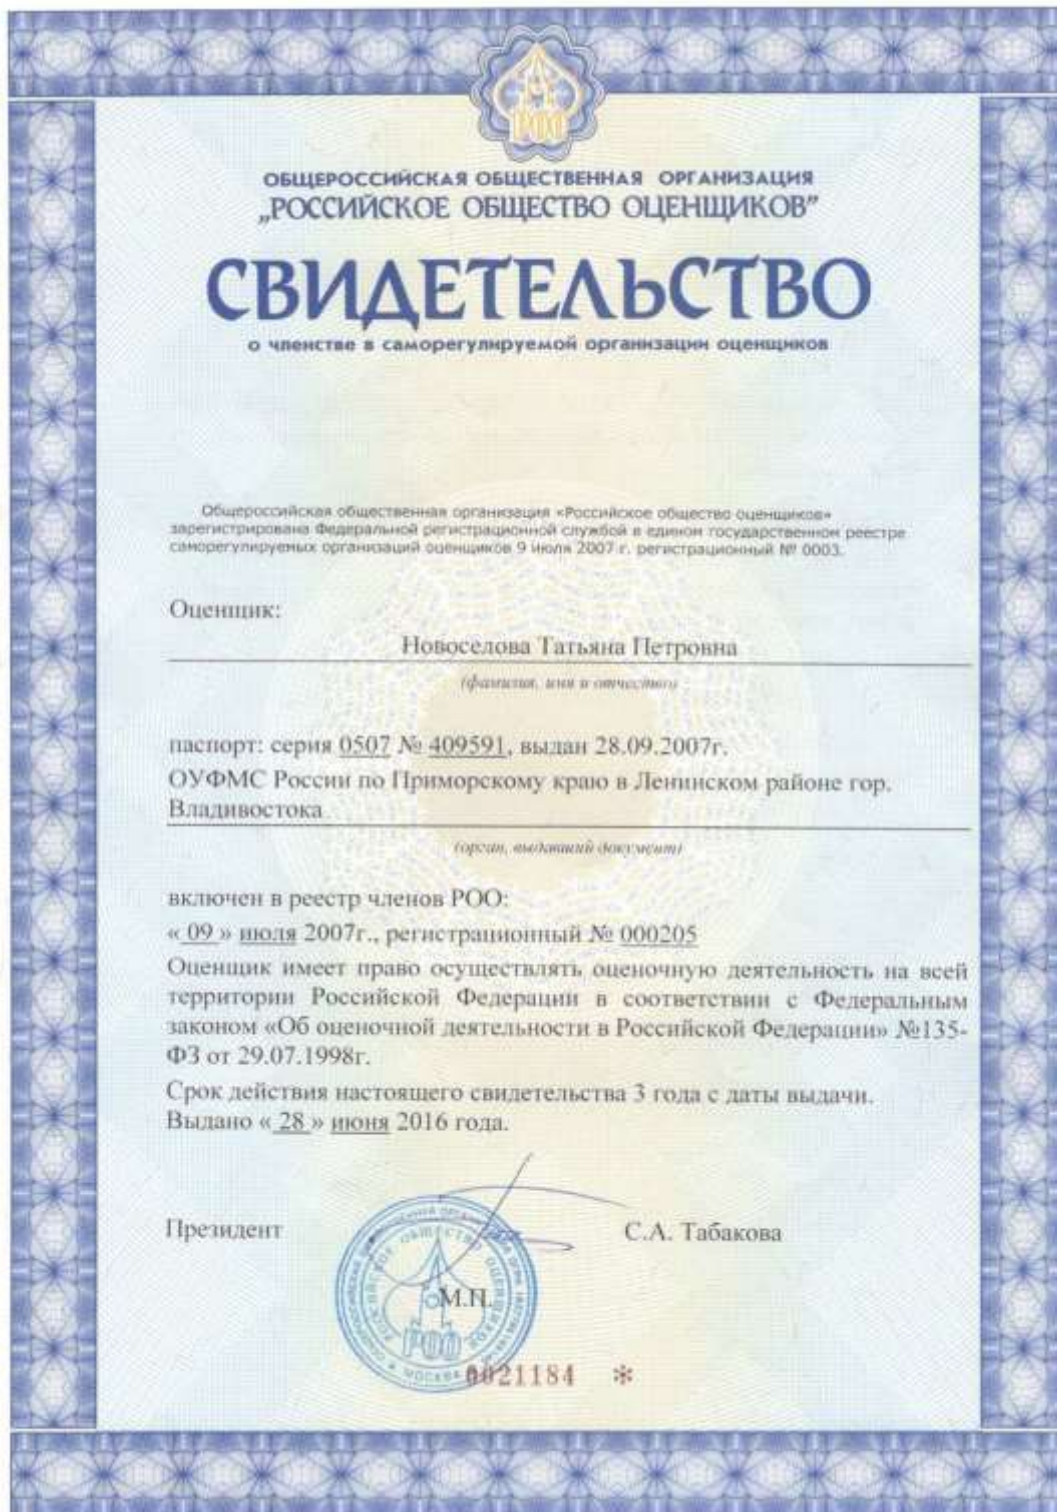 РОО
ОБЩЕРОССИЙСКАЯ ОБЩЕСТВЕННАЯ ОРГАНИЗАЦИЯ
„РОССИЙСКОЕ ОБЩЕСТВО ОЦЕНЩИКОВ”
СВИДЕТЕЛЬСТВО
о членстве в саморегулируемой организации оценщиков
Общероссийская общественная организация «Российское общество оценщиков»
зарегистрирована Федеральной регистрационной службой в едином государственном реестре
саморегулируемых организаций оценщиков 9 июля 2007 г. регистрационный № 0003.
Оценщик:
Новоселова Татьяна Петровна
(фамилия, имя и отчество)
паспорт: серия 0507 № 409591, выдан 28.09.2007г.
ОУФМС России по Приморскому краю в Ленинском районе гор.
Владивостока
(орган, выдавший документ)
включен в реестр членов РОО:
« 09 » июля 2007г., регистрационный № 000205
Оценщик имеет право осуществлять оценочную деятельность на всей
территории Российской Федерации в соответствии с Федеральным
законом «Об оценочной деятельности в Российской Федерации» №135-
ФЗ от 29.07.1998г.
Срок действия настоящего свидетельства 3 года с даты выдачи.
Выдано « 28 » июня 2016 года.
Президент
С.А. Табакова
РОССИЙСКОЕ ОБЩЕСТВО ОЦЕНЩИКОВ
М.П.
РОО
МОСКВА
0021184 *